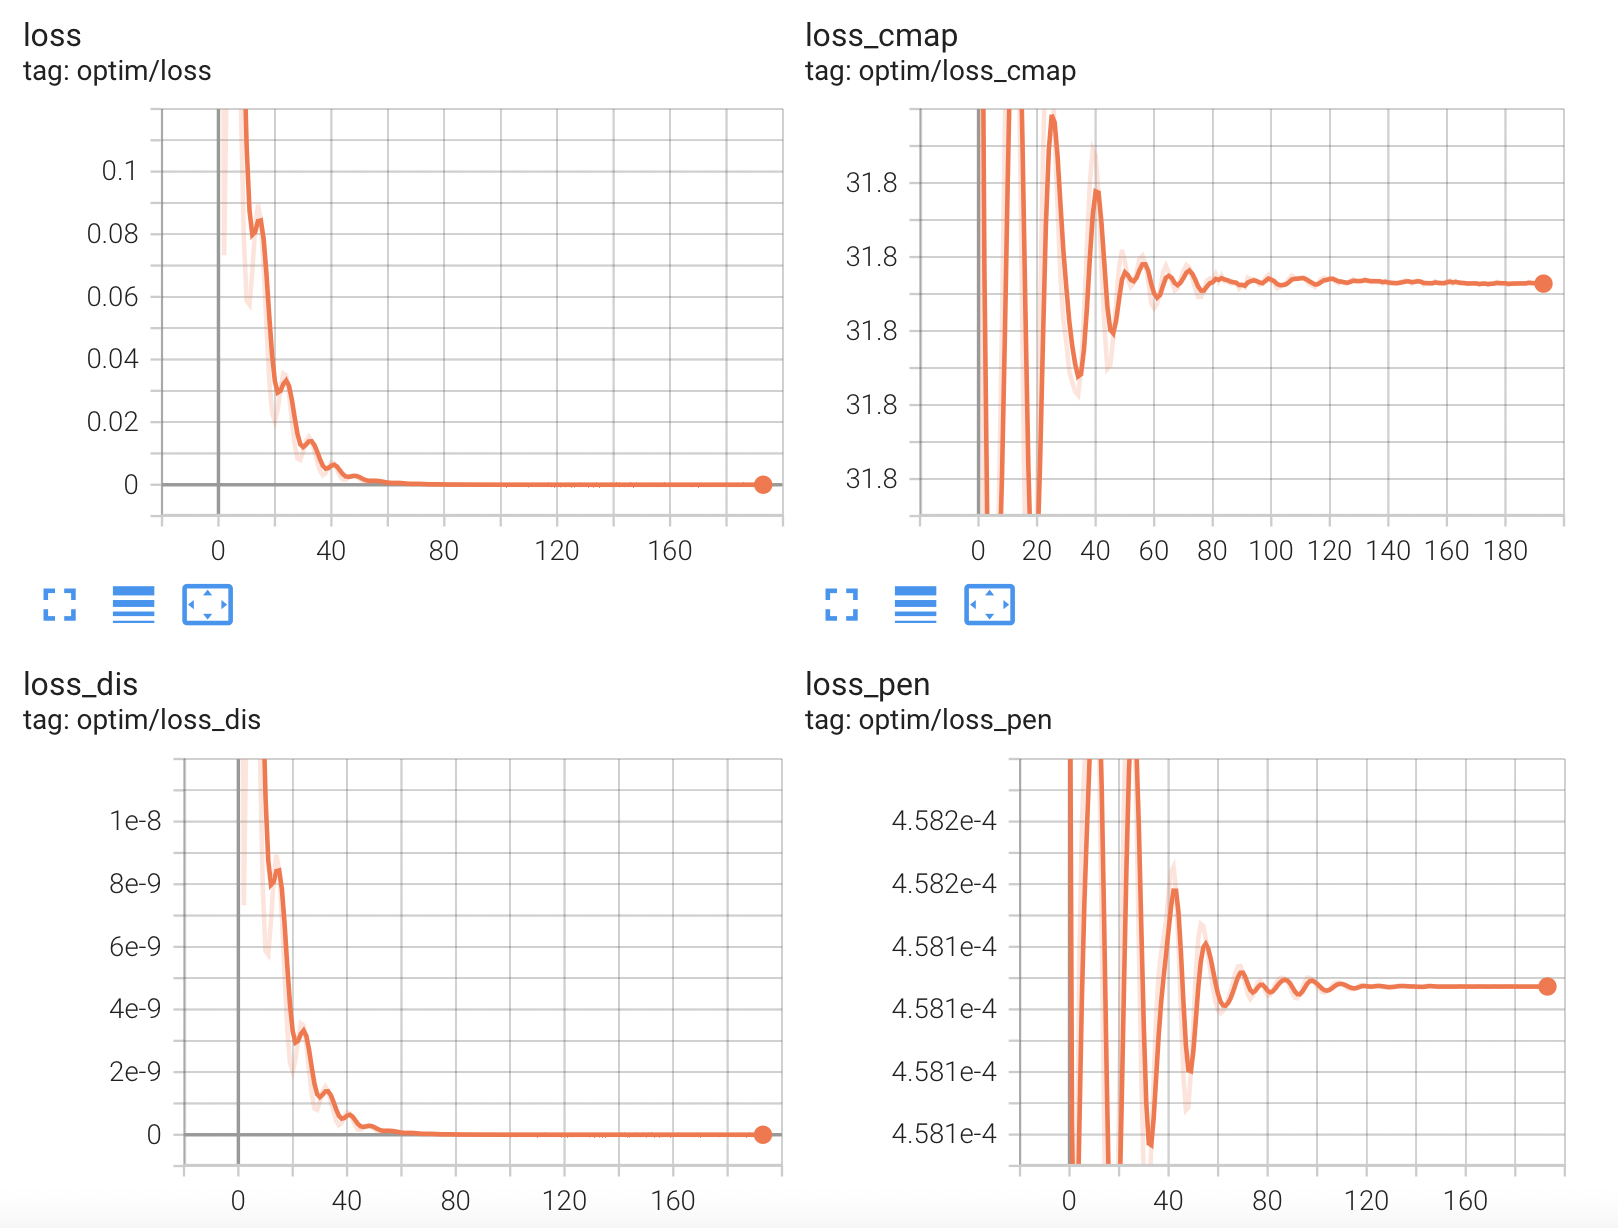 loss
tag: optim/loss
0.1
0.08
0.06
0.04
0.02
0
0 40 80 120 160
loss_cmap
tag: optim/loss_cmap
31.8
31.8
31.8
31.8
31.8
0 20 40 60 80 100 120 140 160 180
loss_dis
tag: optim/loss_dis
1e-8
8e-9
6e-9
4e-9
2e-9
0
0 40 80 120 160
loss_pen
tag: optim/loss_pen
4.582e-4
4.582e-4
4.581e-4
4.581e-4
4.581e-4
4.581e-4
0 40 80 120 160